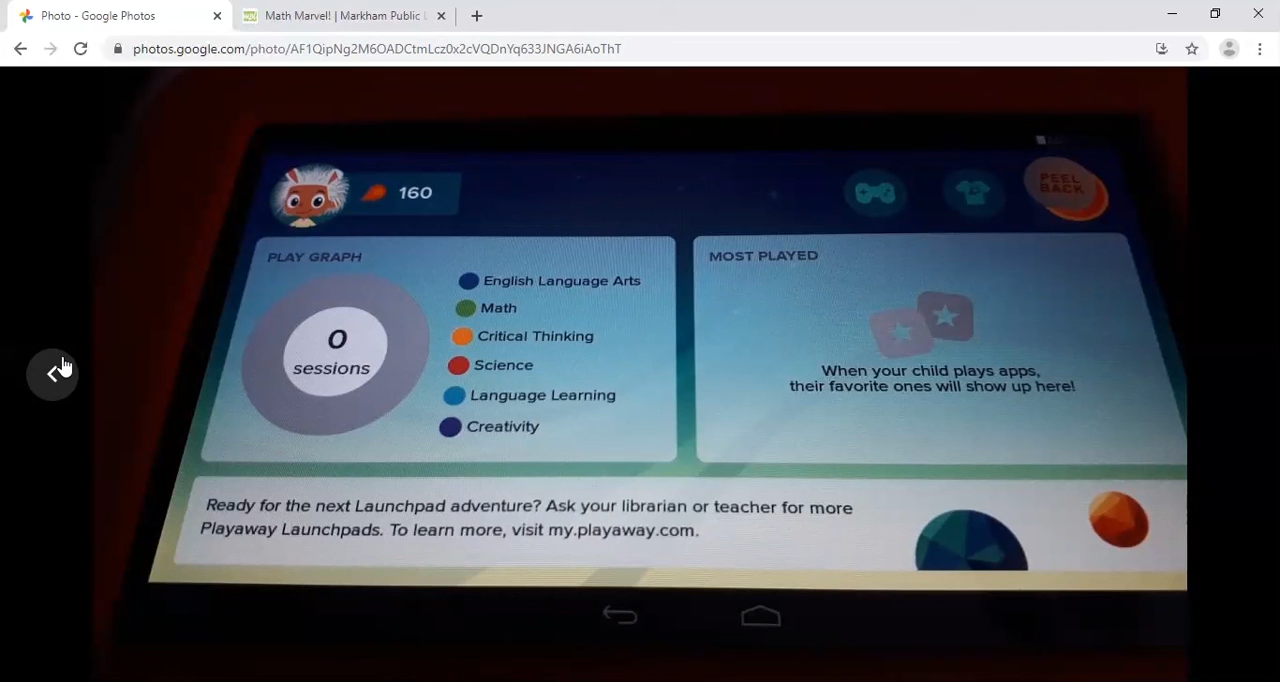 Photo - Google Photos
Math Marvel! | Markham Public
photos.google.com/photo/AF1QipNg2M6OADCtmLcz0x2cVQDnYq633JNGA6iAoThT
160
PEEL
BACK
PLAY GRAPH
0
sessions
English Language Arts
Math
Critical Thinking
Science
Language Learning
Creativity
MOST PLAYED
When your child plays apps,
their favorite ones will show up here!
Ready for the next Launchpad adventure? Ask your librarian or teacher for more
Playaway Launchpads. To learn more, visit my.playaway.com.